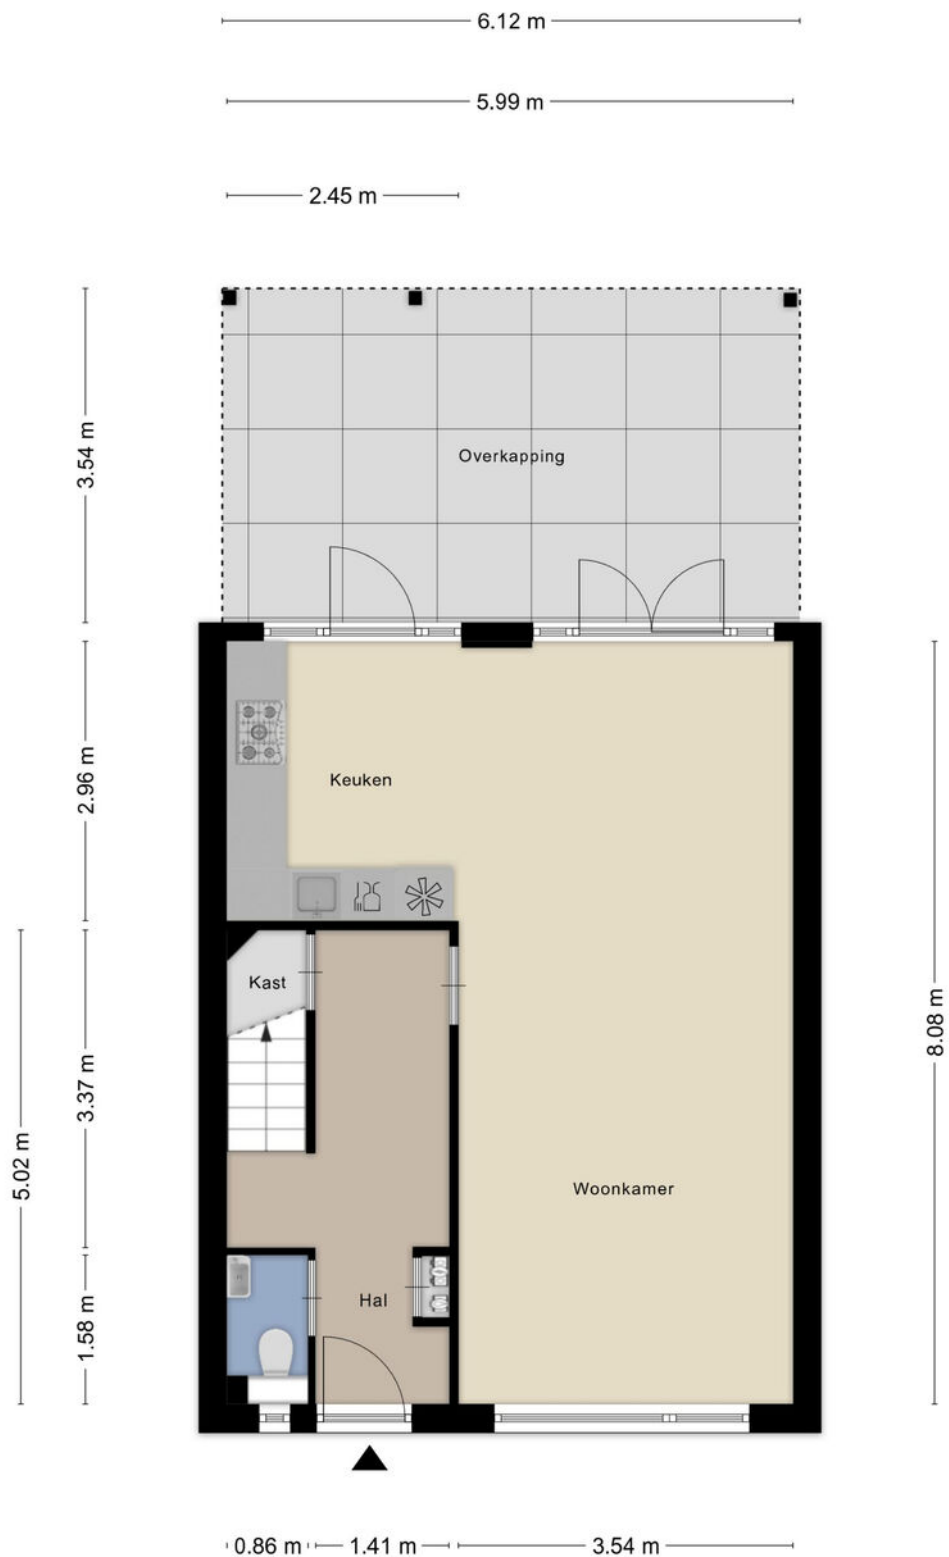 6.12 m
5.99 m
2.45 m
3.54 m
Overkapping
2.96 m
Keuken
Kast
8.08 m
3.37 m
5.02 m
Woonkamer
Hal
1.58 m
0.86 m
1.41 m
3.54 m